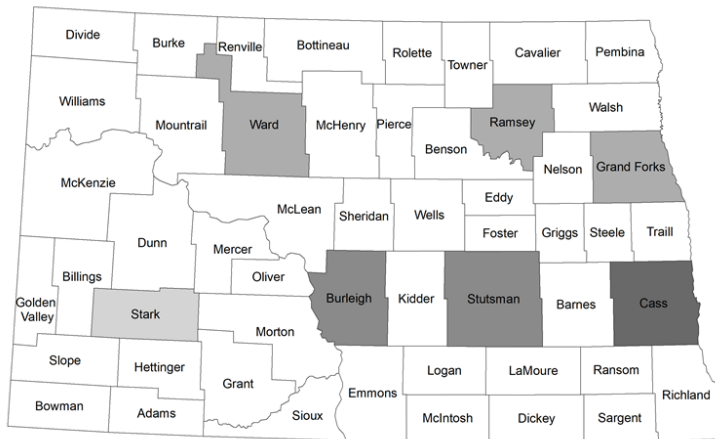 Divide
Burke
Renville
Bottineau
Rolette
Towner
Cavalier
Pembina
Williams
Mountrail
Ward
McHenry
Pierce
Benson
Ramsey
Walsh
Nelson
Grand Forks
McKenzie
Dunn
McLean
Mercer
Oliver
Sheridan
Wells
Eddy
Foster
Griggs
Steele
Traill
Golden
Valley
Billings
Stark
Morton
Burleigh
Kidder
Stutsman
Barnes
Cass
Slope
Hettinger
Grant
Bowman
Adams
Sioux
Emmons
Logan
LaMoure
Ransom
Richland
McIntosh
Dickey
Sargent